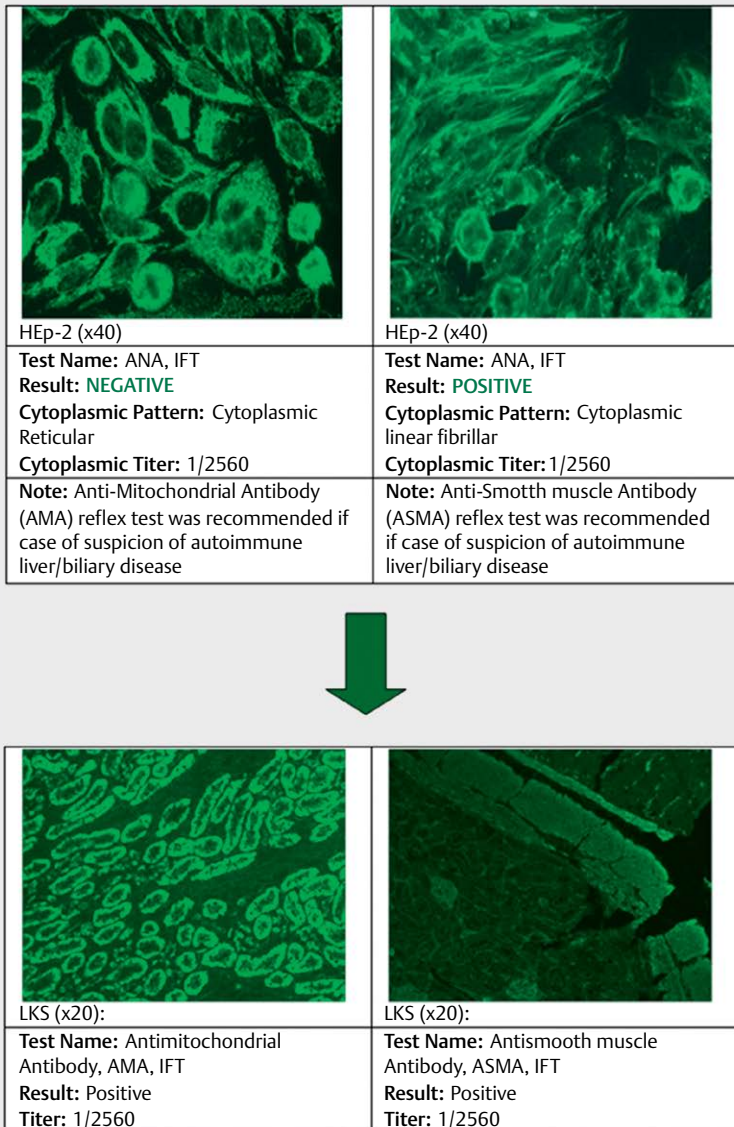 HEp-2 (x40)
Test Name: ANA, IFT
Result: NEGATIVE
Cytoplasmic Pattern: Cytoplasmic
Reticular
Cytoplasmic Titer: 1/2560
Note: Anti-Mitochondrial Antibody
(AMA) reflex test was recommended if
case of suspicion of autoimmune
liver/biliary disease
HEp-2 (x40)
Test Name: ANA, IFT
Result: POSITIVE
Cytoplasmic Pattern: Cytoplasmic
linear fibrillar
Cytoplasmic Titer: 1/2560
Note: Anti-Smotth muscle Antibody
(ASMA) reflex test was recommended
if case of suspicion of autoimmune
liver/biliary disease
LKS (x20):
Test Name: Antimitochondrial
Antibody, AMA, IFT
Result: Positive
Titer: 1/2560
LKS (x20):
Test Name: Antismooth muscle
Antibody, ASMA, IFT
Result: Positive
Titer: 1/2560